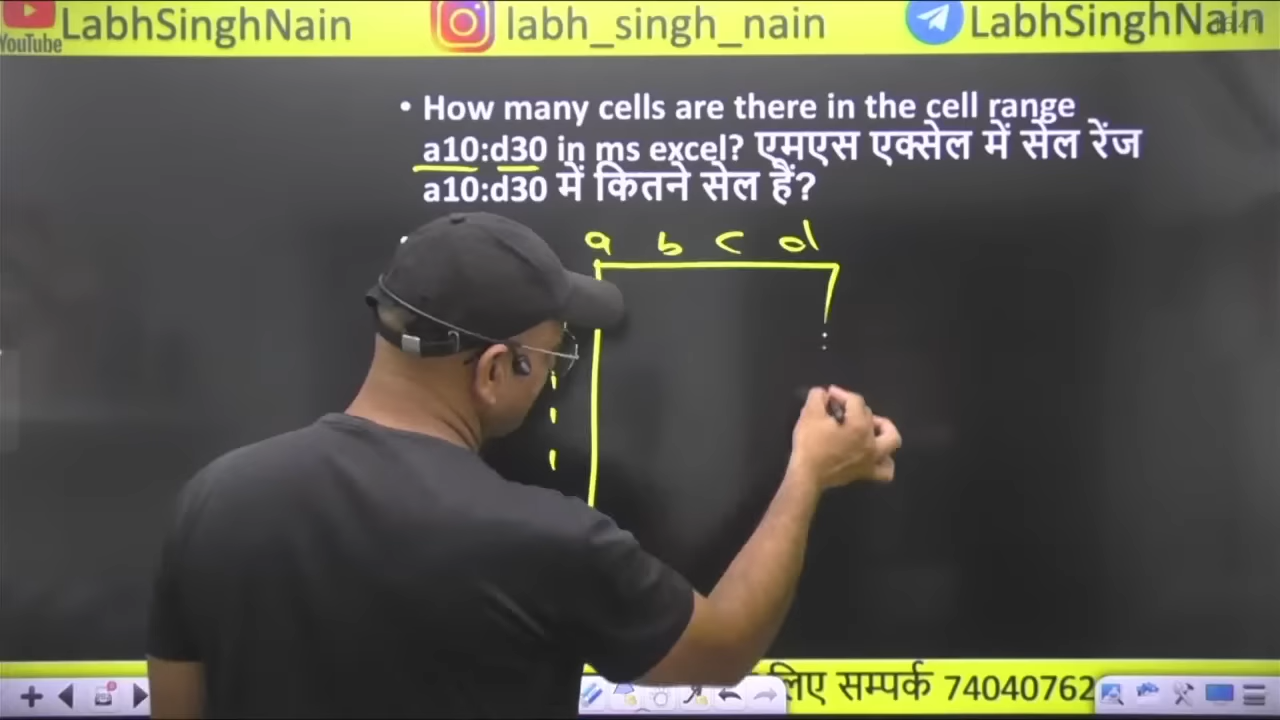 YouTube LabhSinghNain labh_singh_nain LabhSinghNain
• How many cells are there in the cell range
a10:d30 in ms excel? एमएस एक्सेल में सेल रेंज
a10:d30 में कितने सेल हैं?
a b c d
लिए सम्पर्क 74040762